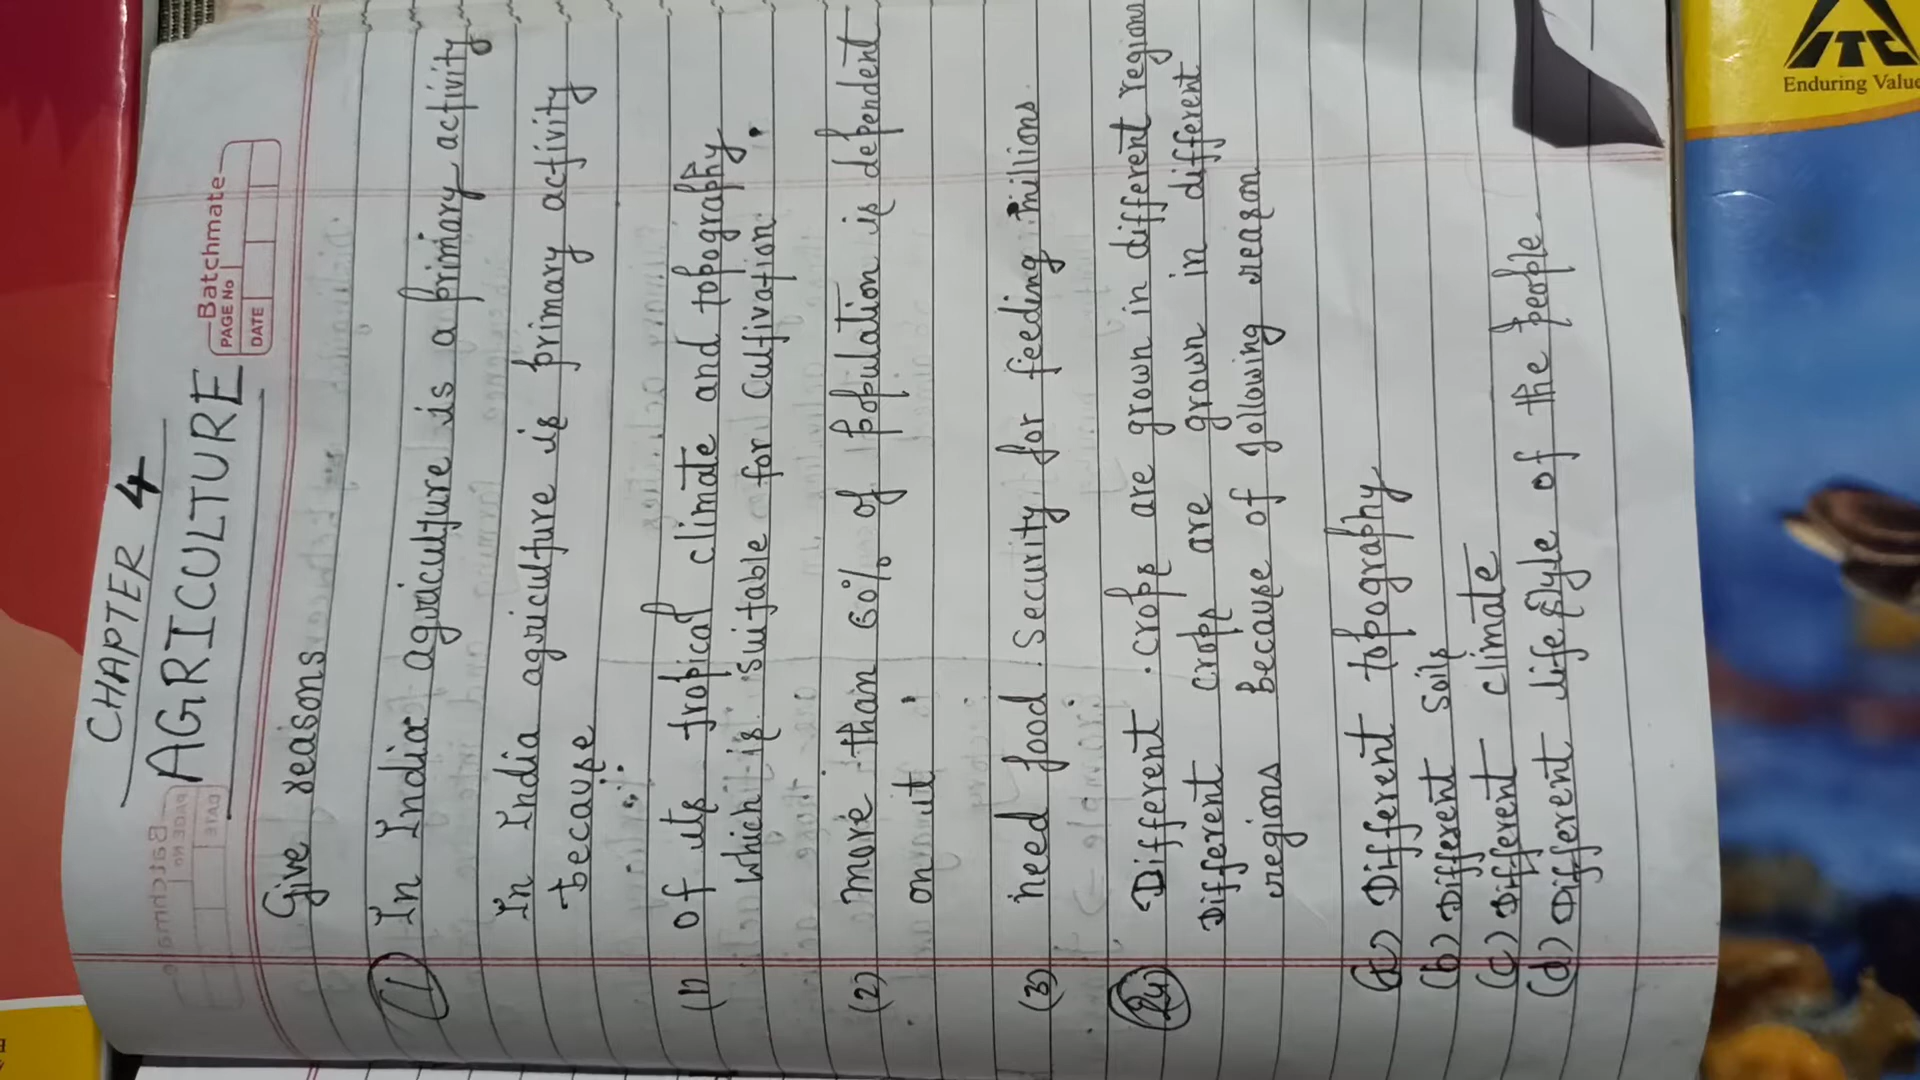 CHAPTER 4
AGRICULTURE
Batchmate
PAGE No
DATE
Give reasons
(1) In India agriculture is a primary activity
In India agriculture is primary activity
because
(1) Of its tropical climate and topography
which is suitable for cultivation.
(2) more than 60% of population is dependent
on it
(3) need food security for feeding millions.
Different crops are grown in different regions
Different crops are grown in different
regions because of following reason
(a) Different topography
(b) Different soils
(c) Different climate
(d) Different life style of the people
ITC
Enduring Value